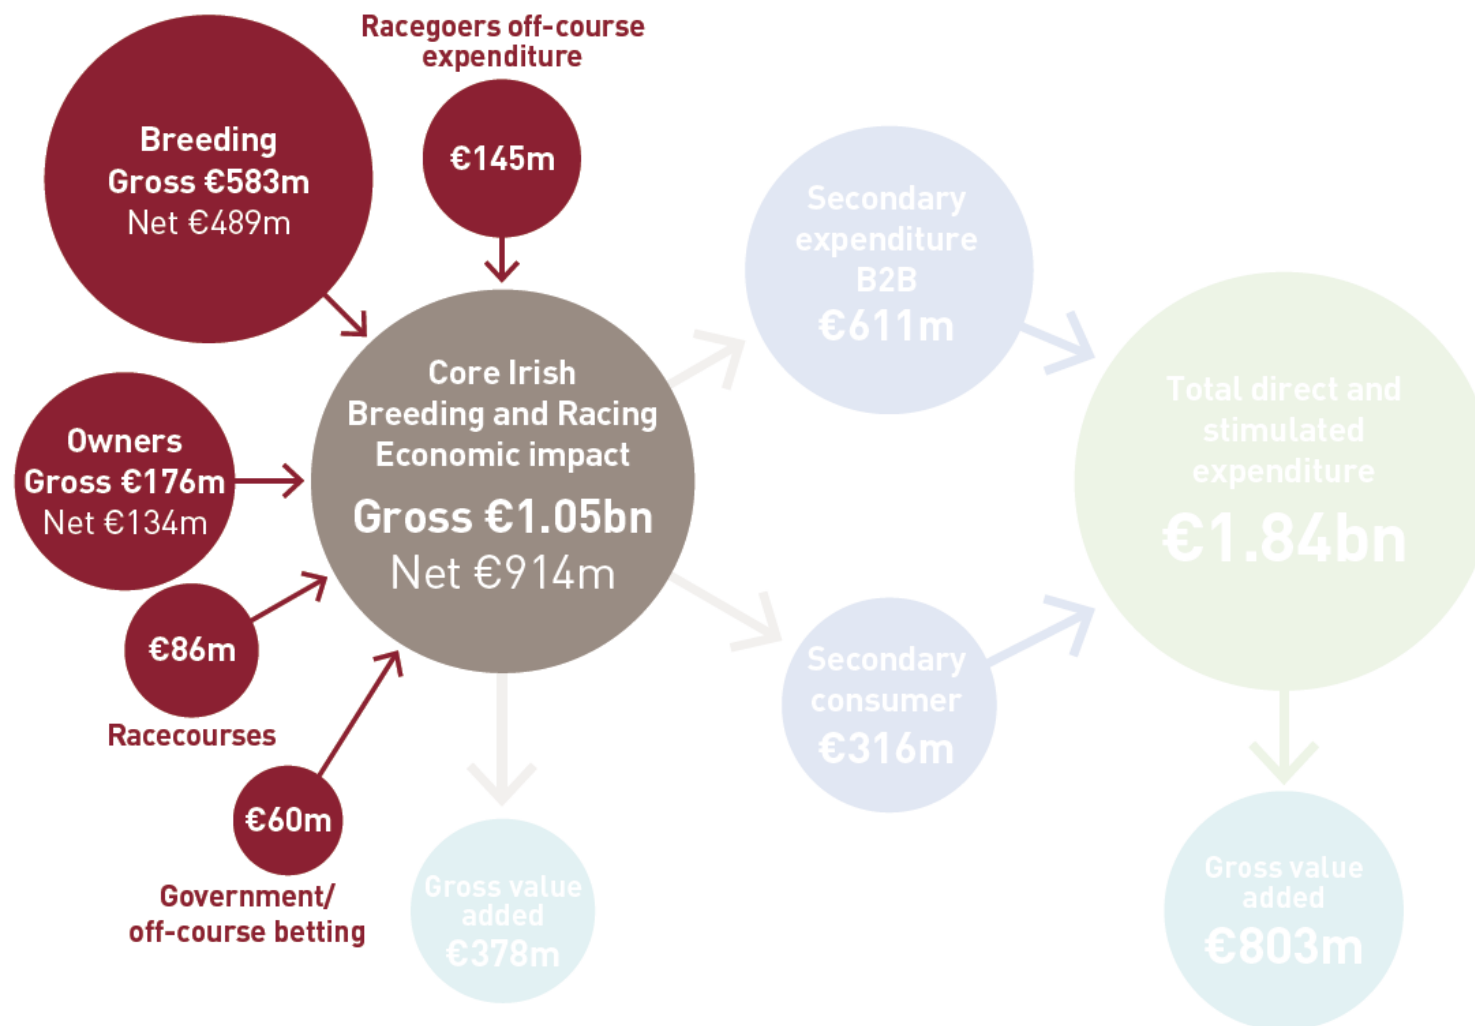 Racegoers off-course
expenditure
€145m
Breeding
Gross €583m
Net €489m
Owners
Gross €176m
Net €134m
€86m
Racecourses
€60m
Government/
off-course betting
Core Irish
Breeding and Racing
Economic impact
Gross €1.05bn
Net €914m
Gross value
added
€378m
Secondary
expenditure
B2B
€611m
Secondary
consumer
€316m
Total direct and
stimulated
expenditure
€1.84bn
Gross value
added
€803m